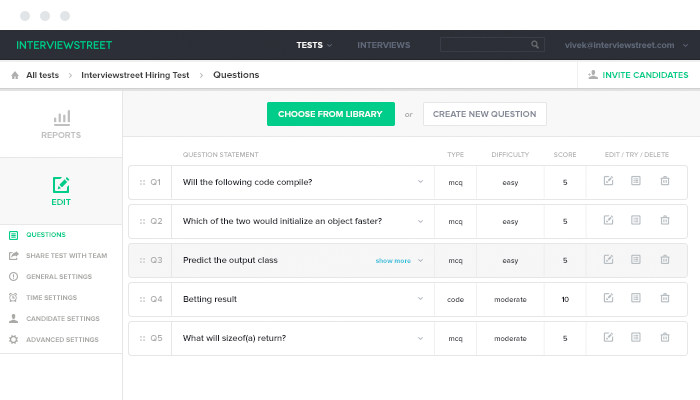 INTERVIEWSTREET TESTS INTERVIEWS vivek@interviewstreet.com
All tests Interviewstreet Hiring Test Questions INVITE CANDIDATES
REPORTS
EDIT
QUESTIONS
SHARE TEST WITH TEAM
GENERAL SETTINGS
TIME SETTINGS
CANDIDATE SETTINGS
ADVANCED SETTINGS
CHOOSE FROM LIBRARY or CREATE NEW QUESTION
QUESTION STATEMENT TYPE DIFFICULTY SCORE EDIT / TRY / DELETE
Q1 Will the following code compile? mcq easy 5
Q2 Which of the two would initialize an object faster? mcq easy 5
Q3 Predict the output class show more mcq easy 5
Q4 Betting result code moderate 10
Q5 What will sizeof(a) return? mcq moderate 5